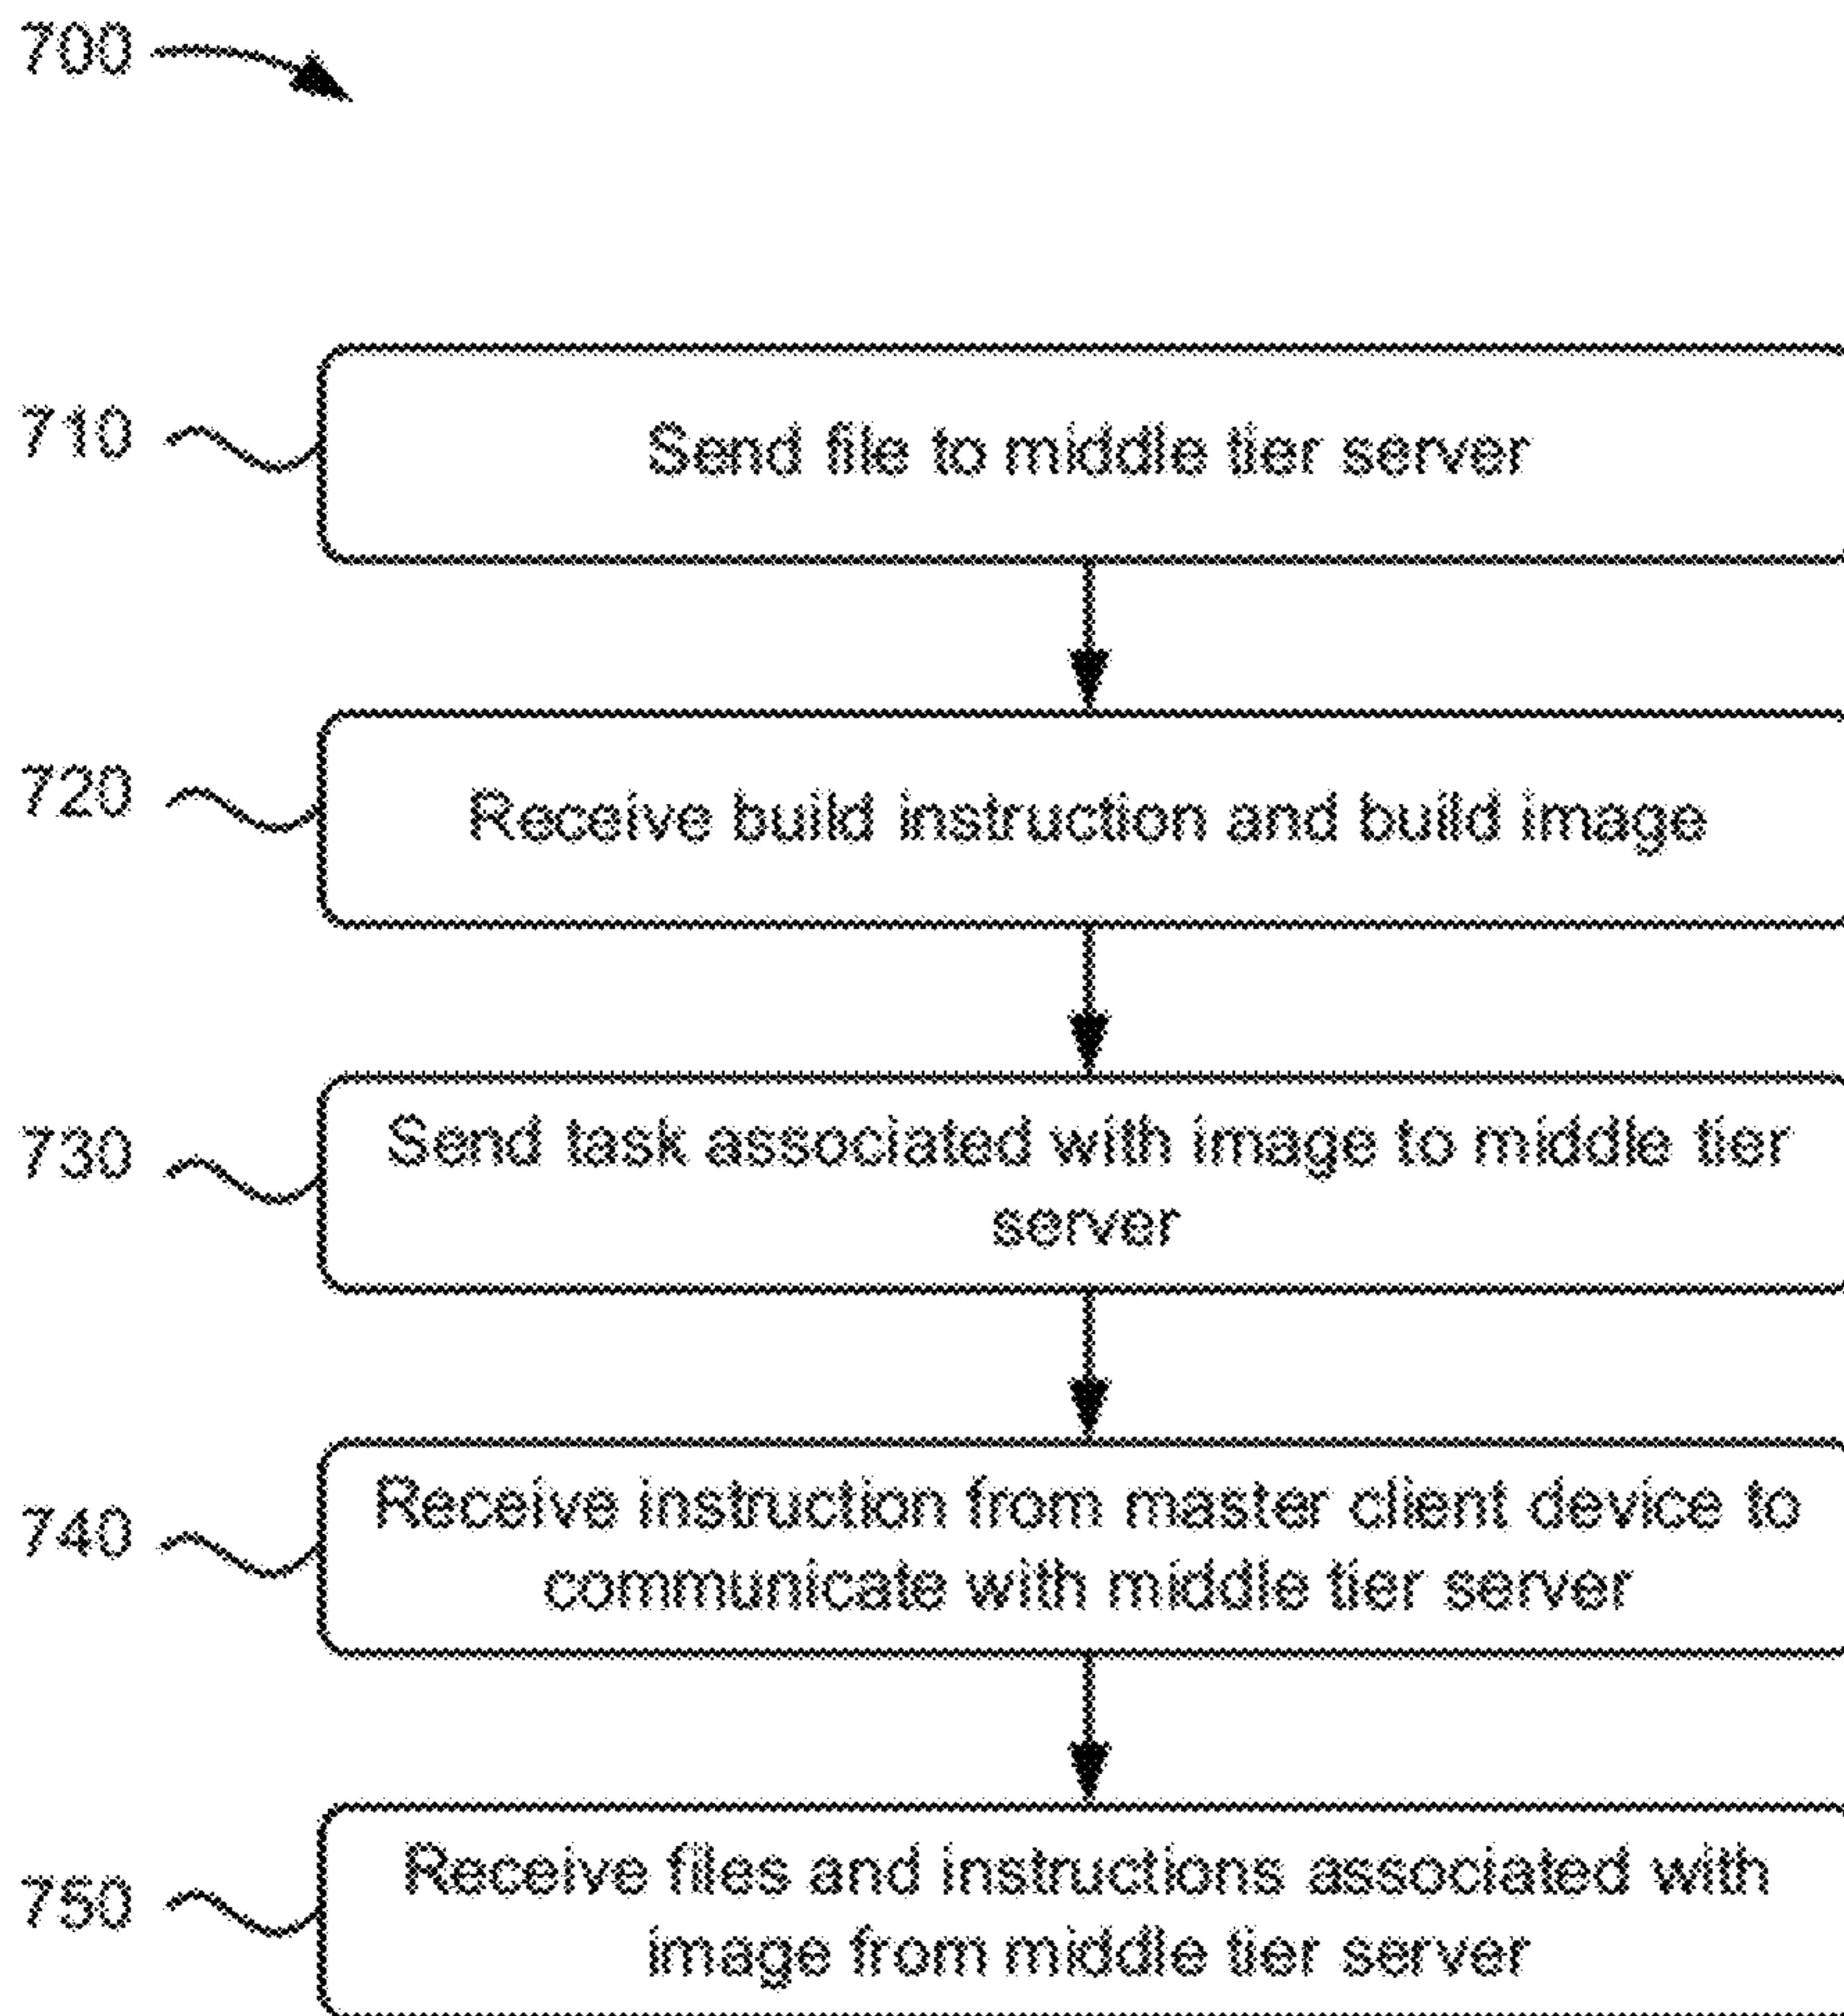 700
710
Send file to middle tier server
720
Receive build instruction and build image
730
Send task associated with image to middle tier
server
740
Receive instruction from master client device to
communicate with middle tier server
750
Receive files and instructions associated with
image from middle tier server